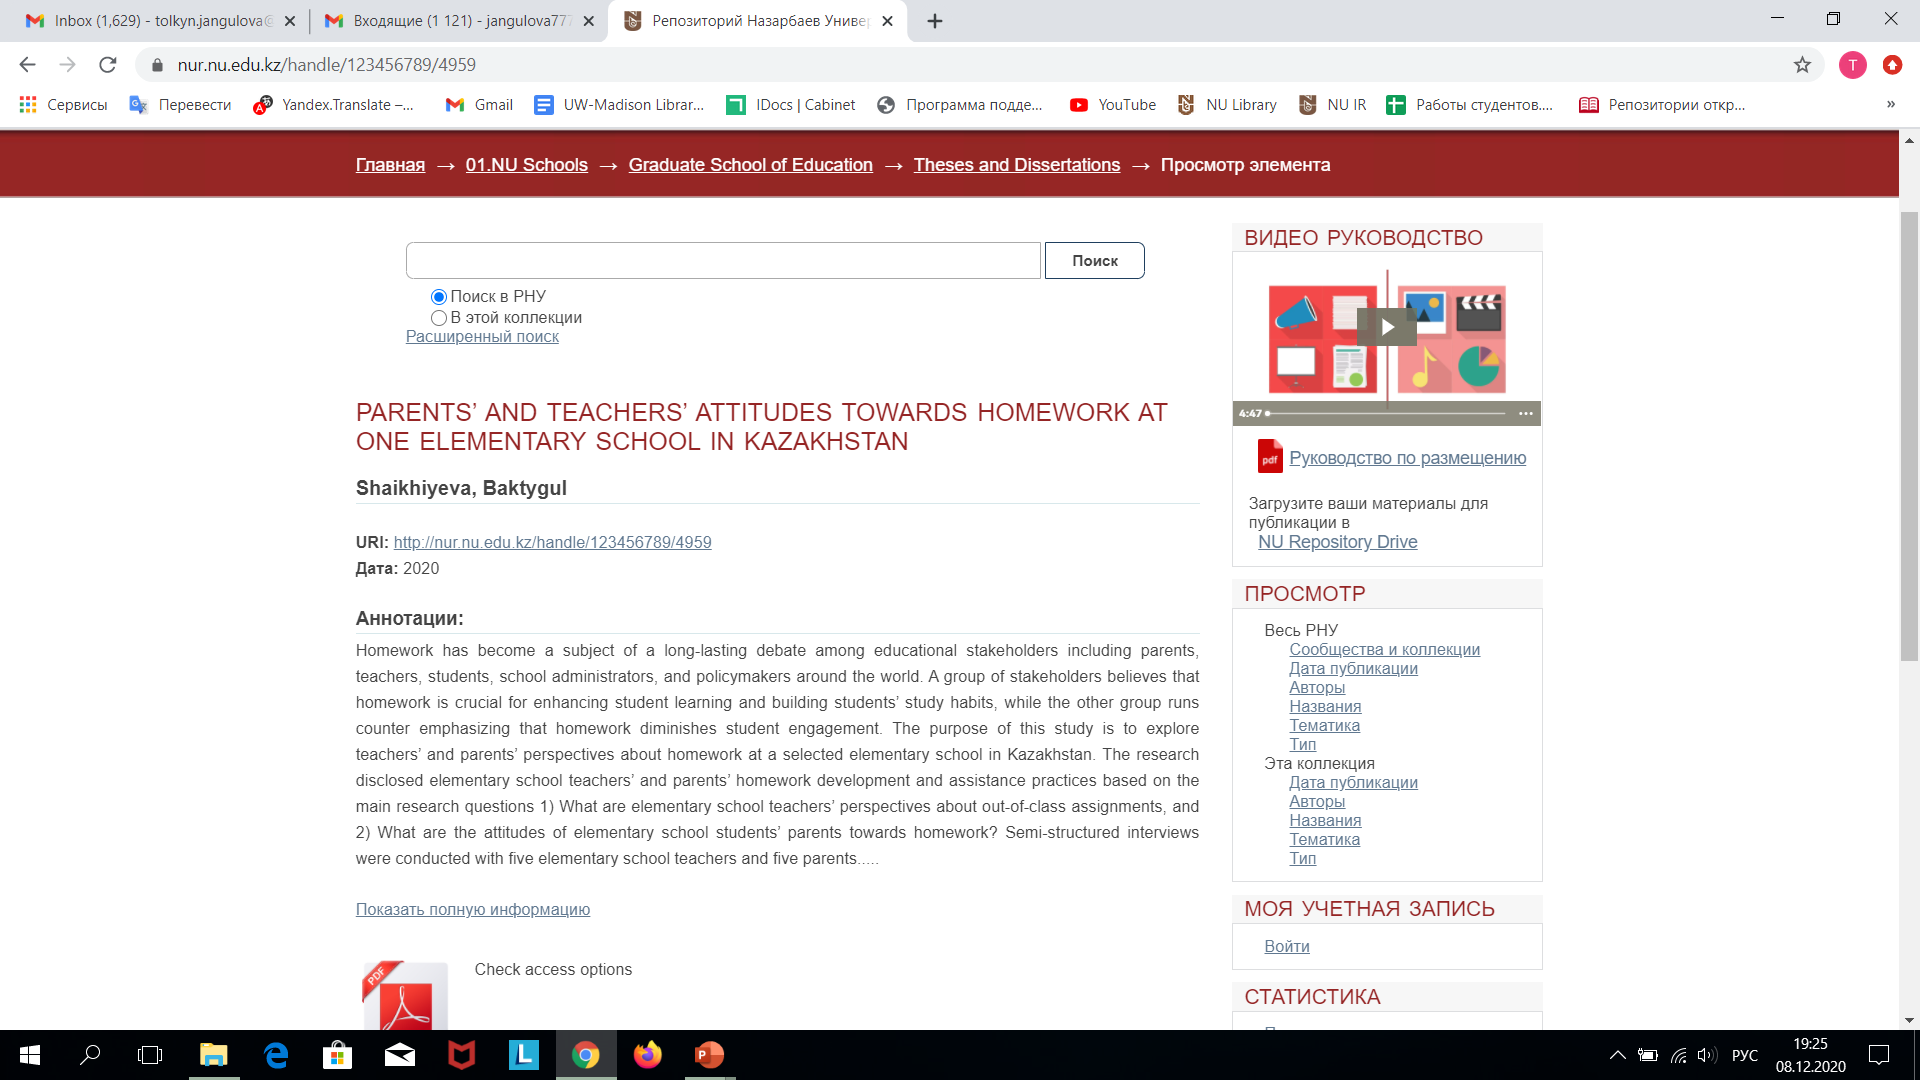 Inbox (1,629) - tolkyn.jangulova@
Входящие (1 121) - jangulova777
Репозиторий Назарбаев Универ
nur.nu.edu.kz/handle/123456789/4959
T
Сервисы
Перевести
Yandex.Translate –...
Gmail
UW-Madison Librar...
IDocs | Cabinet
Программа подде...
YouTube
NU Library
NU IR
Работы студентов....
Репозитории откр...
»
Главная → 01.NU Schools → Graduate School of Education → Theses and Dissertations → Просмотр элемента
Поиск
Поиск в РНУ
В этой коллекции
Расширенный поиск
PARENTS’ AND TEACHERS’ ATTITUDES TOWARDS HOMEWORK AT
ONE ELEMENTARY SCHOOL IN KAZAKHSTAN
Shaikhiyeva, Baktygul
URI: http://nur.nu.edu.kz/handle/123456789/4959
Дата: 2020
Аннотации:
Homework has become a subject of a long-lasting debate among educational stakeholders including parents,
teachers, students, school administrators, and policymakers around the world. A group of stakeholders believes that
homework is crucial for enhancing student learning and building students’ study habits, while the other group runs
counter emphasizing that homework diminishes student engagement. The purpose of this study is to explore
teachers’ and parents’ perspectives about homework at a selected elementary school in Kazakhstan. The research
disclosed elementary school teachers’ and parents’ homework development and assistance practices based on the
main research questions 1) What are elementary school teachers’ perspectives about out-of-class assignments, and
2) What are the attitudes of elementary school students’ parents towards homework? Semi-structured interviews
were conducted with five elementary school teachers and five parents.....
Показать полную информацию
PDF
Check access options
ВИДЕО РУКОВОДСТВО
4:47
pdf
Руководство по размещению
Загрузите ваши материалы для
публикации в
NU Repository Drive
ПРОСМОТР
Весь РНУ
Сообщества и коллекции
Дата публикации
Авторы
Названия
Тематика
Тип
Эта коллекция
Дата публикации
Авторы
Названия
Тематика
Тип
МОЯ УЧЕТНАЯ ЗАПИСЬ
Войти
СТАТИСТИКА
L
P
РУС
19:25
08.12.2020